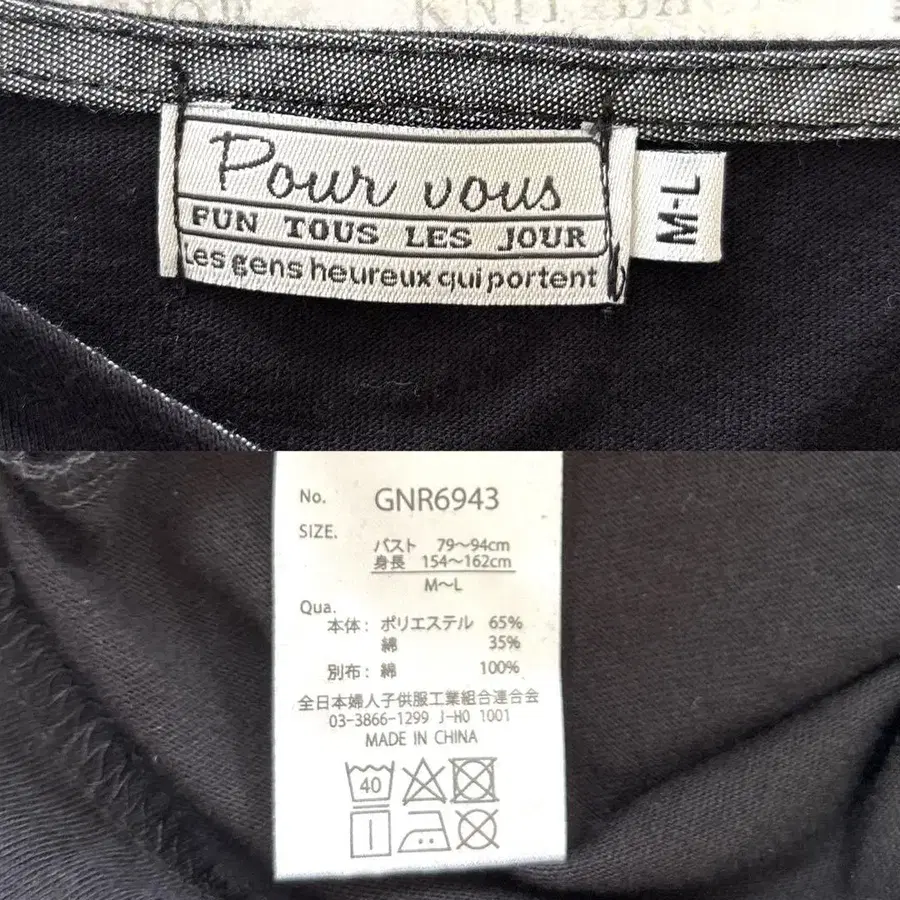 KNIT
Pour vous
FUN TOUS LES JOUR
Les gens heureux qui portent
M-L
No. GNR6943
SIZE.
バスト 79〜94cm
身長 154〜162cm
M〜L
Qua.
本体: ポリエステル 65%
綿 35%
別布: 綿 100%
全日本婦人子供服工業組合連合会
03-3866-1299 J-H0 1001
MADE IN CHINA
40